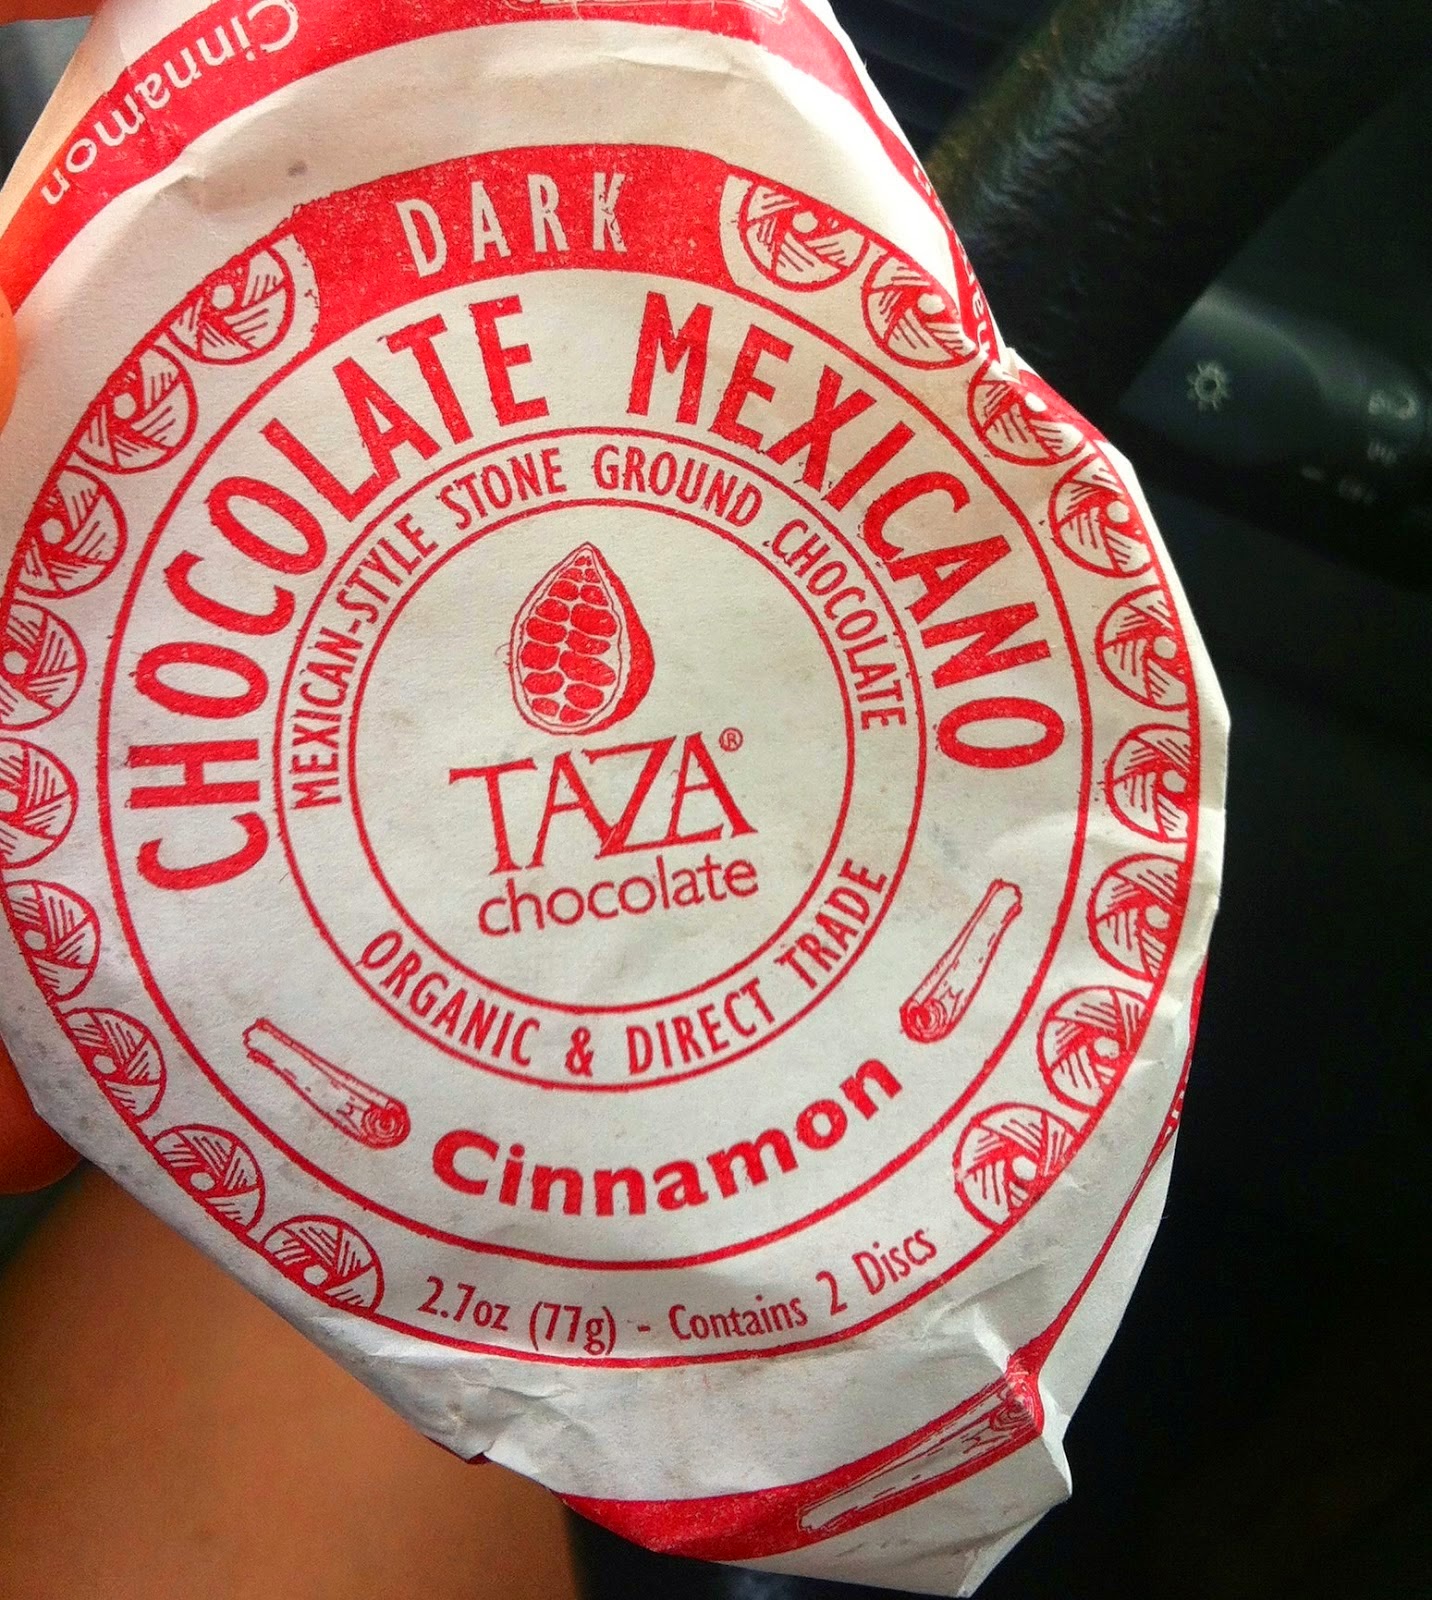 Cinnamon
DARK
CHOCOLATE MEXICANO
MEXICAN-STYLE STONE GROUND CHOCOLATE
TAZA®
chocolate
ORGANIC & DIRECT TRADE
Cinnamon
2.7oz (77g) - Contains 2 Discs